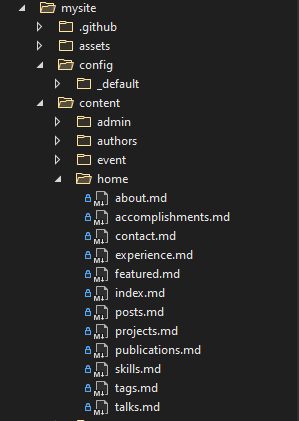 mysite
.github
assets
config
_default
content
admin
authors
event
home
about.md
accomplishments.md
contact.md
experience.md
featured.md
index.md
posts.md
projects.md
publications.md
skills.md
tags.md
talks.md